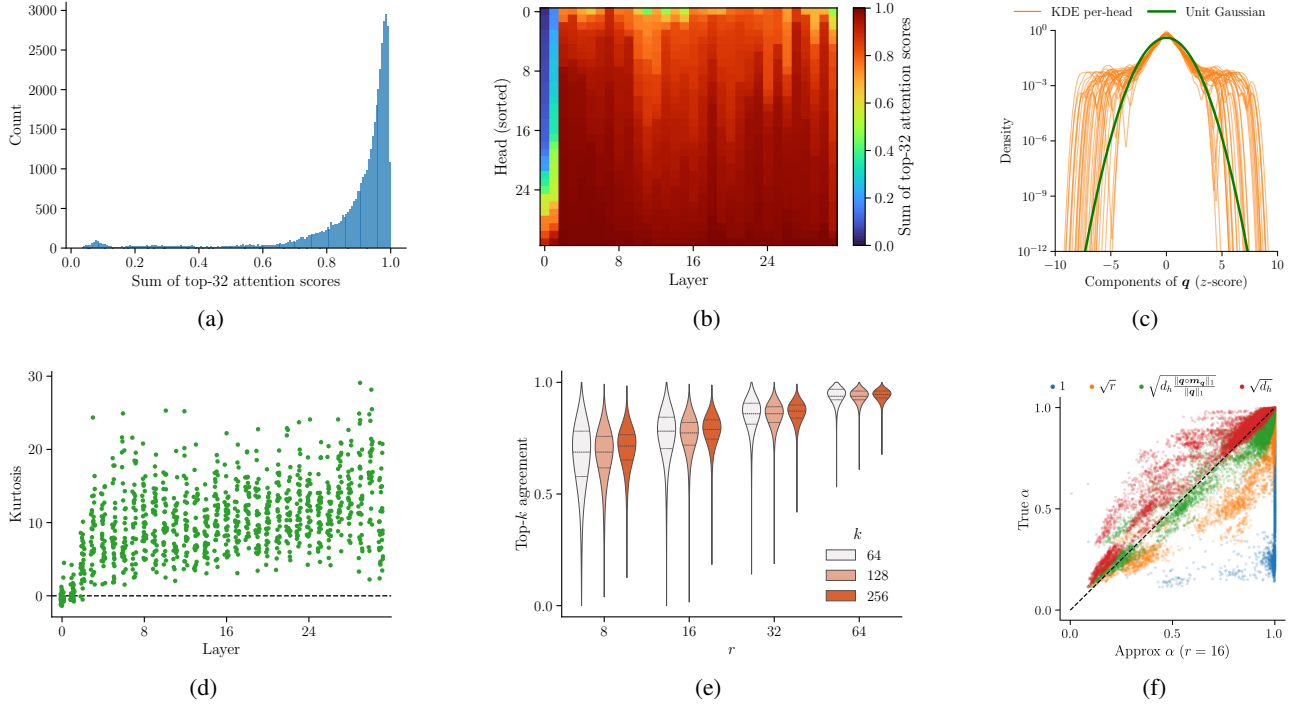 3000
2500
2000
1500
1000
500
0
Count
0.0 0.2 0.4 0.6 0.8 1.0
Sum of top-32 attention scores
(a)
0
8
16
24
Head (sorted)
0 8 16 24
Layer
1.0
0.8
0.6
0.4
0.2
0.0
Sum of top-32 attention scores
(b)
KDE per-head Unit Gaussian
10⁰
10⁻³
10⁻⁶
10⁻⁹
10⁻¹²
Density
−10 −5 0 5 10
Components of q (z-score)
(c)
30
20
10
0
Kurtosis
0 8 16 24
Layer
(d)
1.0
0.5
0.0
Top-k agreement
k
64
128
256
8 16 32 64
r
(e)
1 √r √(d_h ‖q∘m_q‖₁/‖q‖₁) √d_h
1.0
0.5
0.0
True α
0.0 0.5 1.0
Approx α (r = 16)
(f)